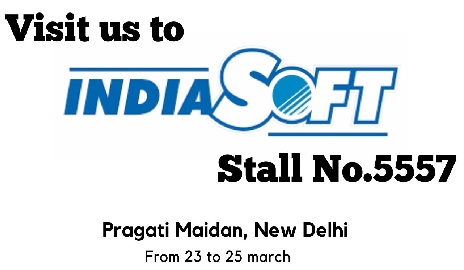 Visit us to
INDIASOFT
Stall No.5557
Pragati Maidan, New Delhi
From 23 to 25 march